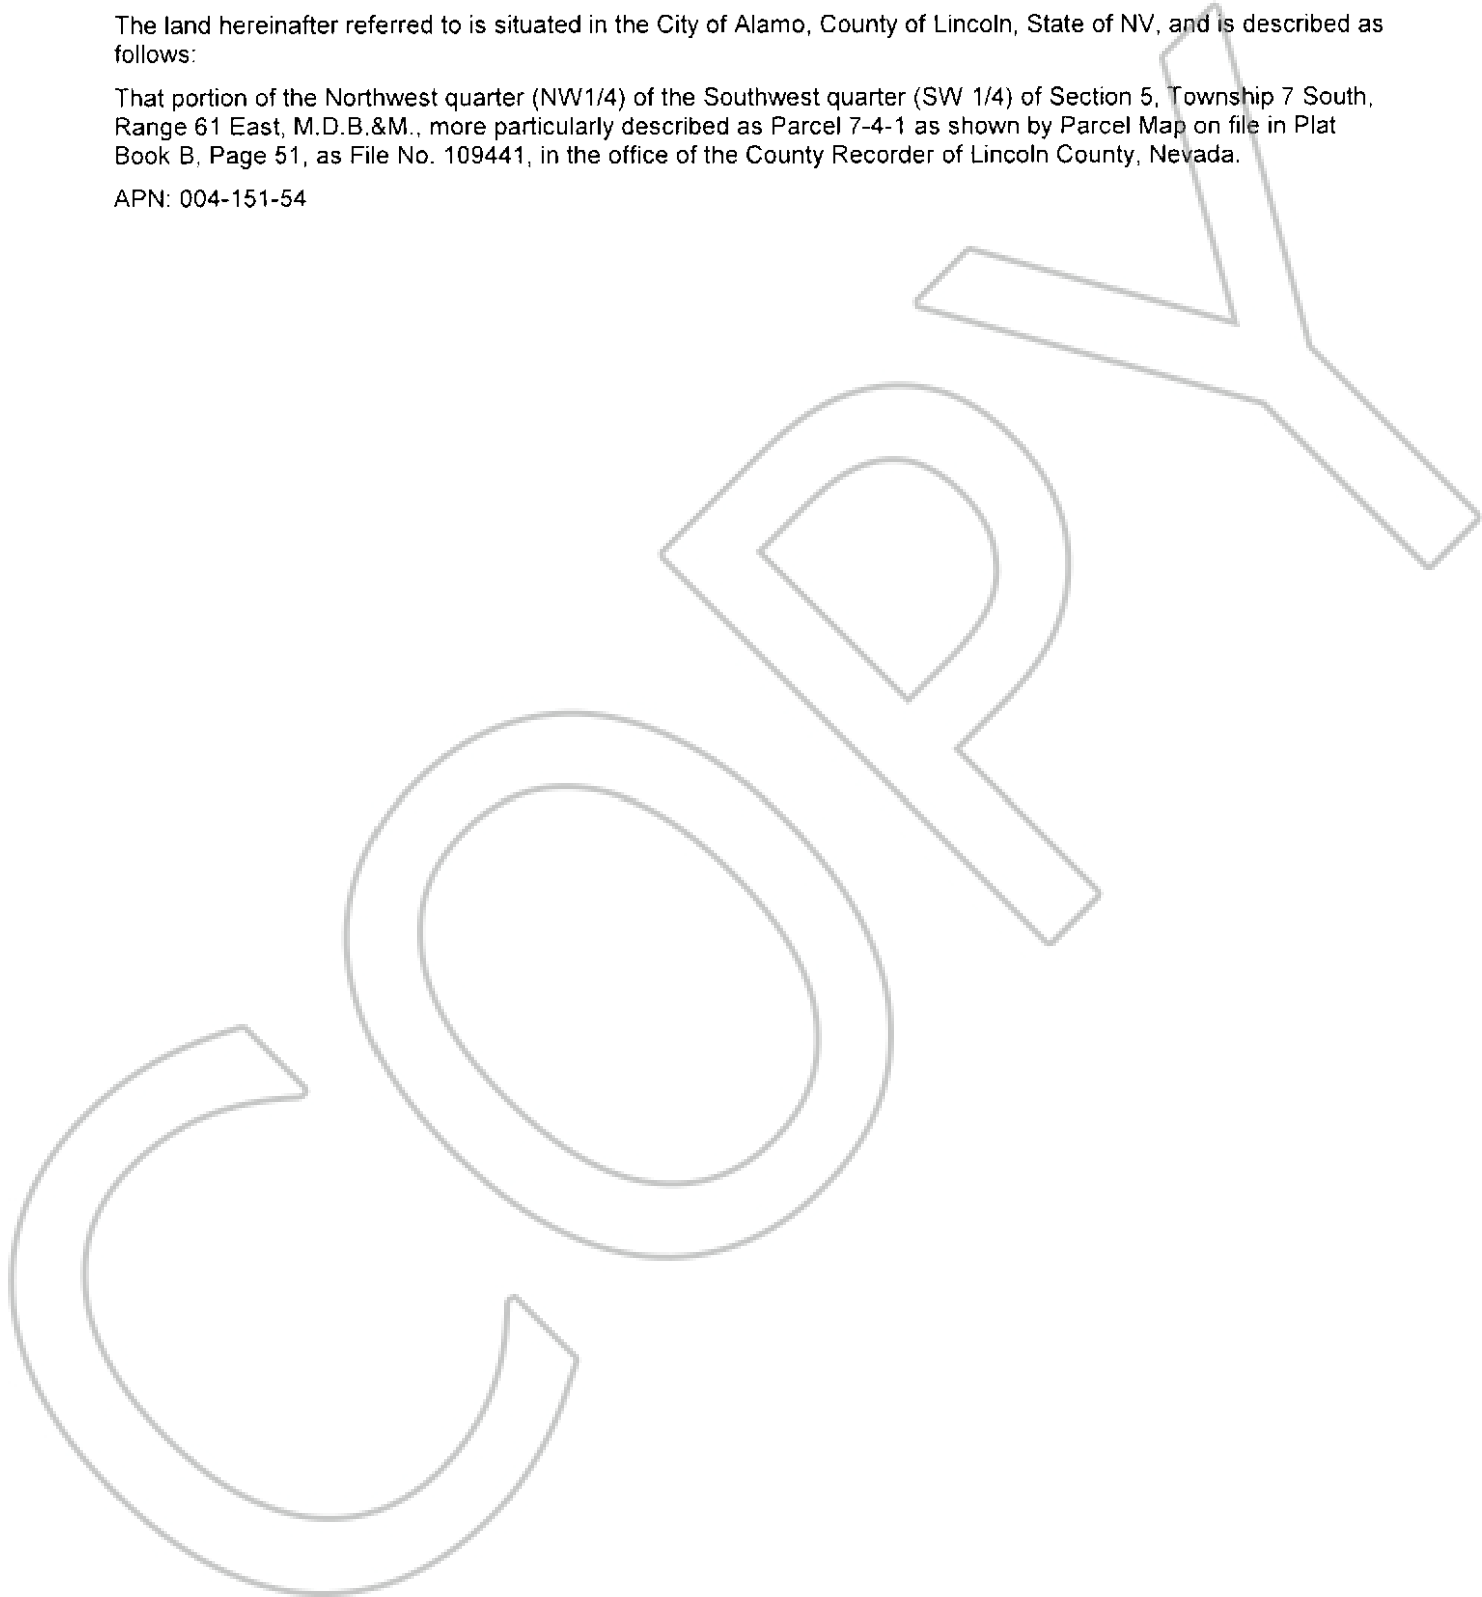 The land hereinafter referred to is situated in the City of Alamo, County of Lincoln, State of NV, and is described as
follows:
That portion of the Northwest quarter (NW1/4) of the Southwest quarter (SW 1/4) of Section 5, Township 7 South,
Range 61 East, M.D.B.&M., more particularly described as Parcel 7-4-1 as shown by Parcel Map on file in Plat
Book B, Page 51, as File No. 109441, in the office of the County Recorder of Lincoln County, Nevada.
APN: 004-151-54
COPY